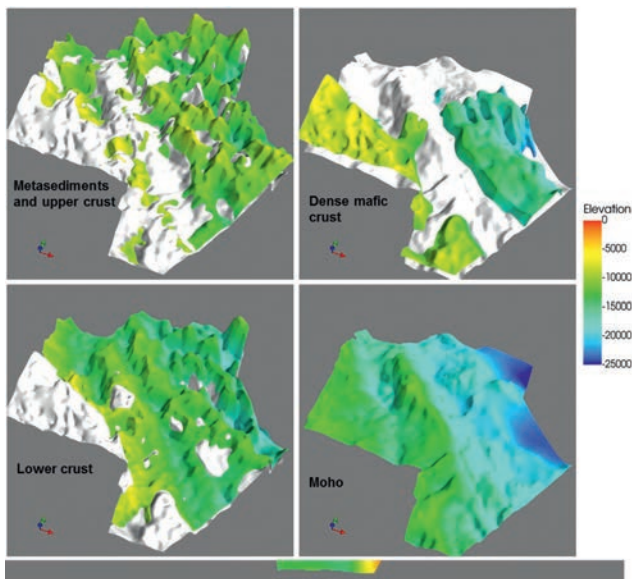 Metasediments
and upper crust
Dense mafic
crust
Elevation
0
-5000
-10000
-15000
-20000
-25000
Lower crust
Moho